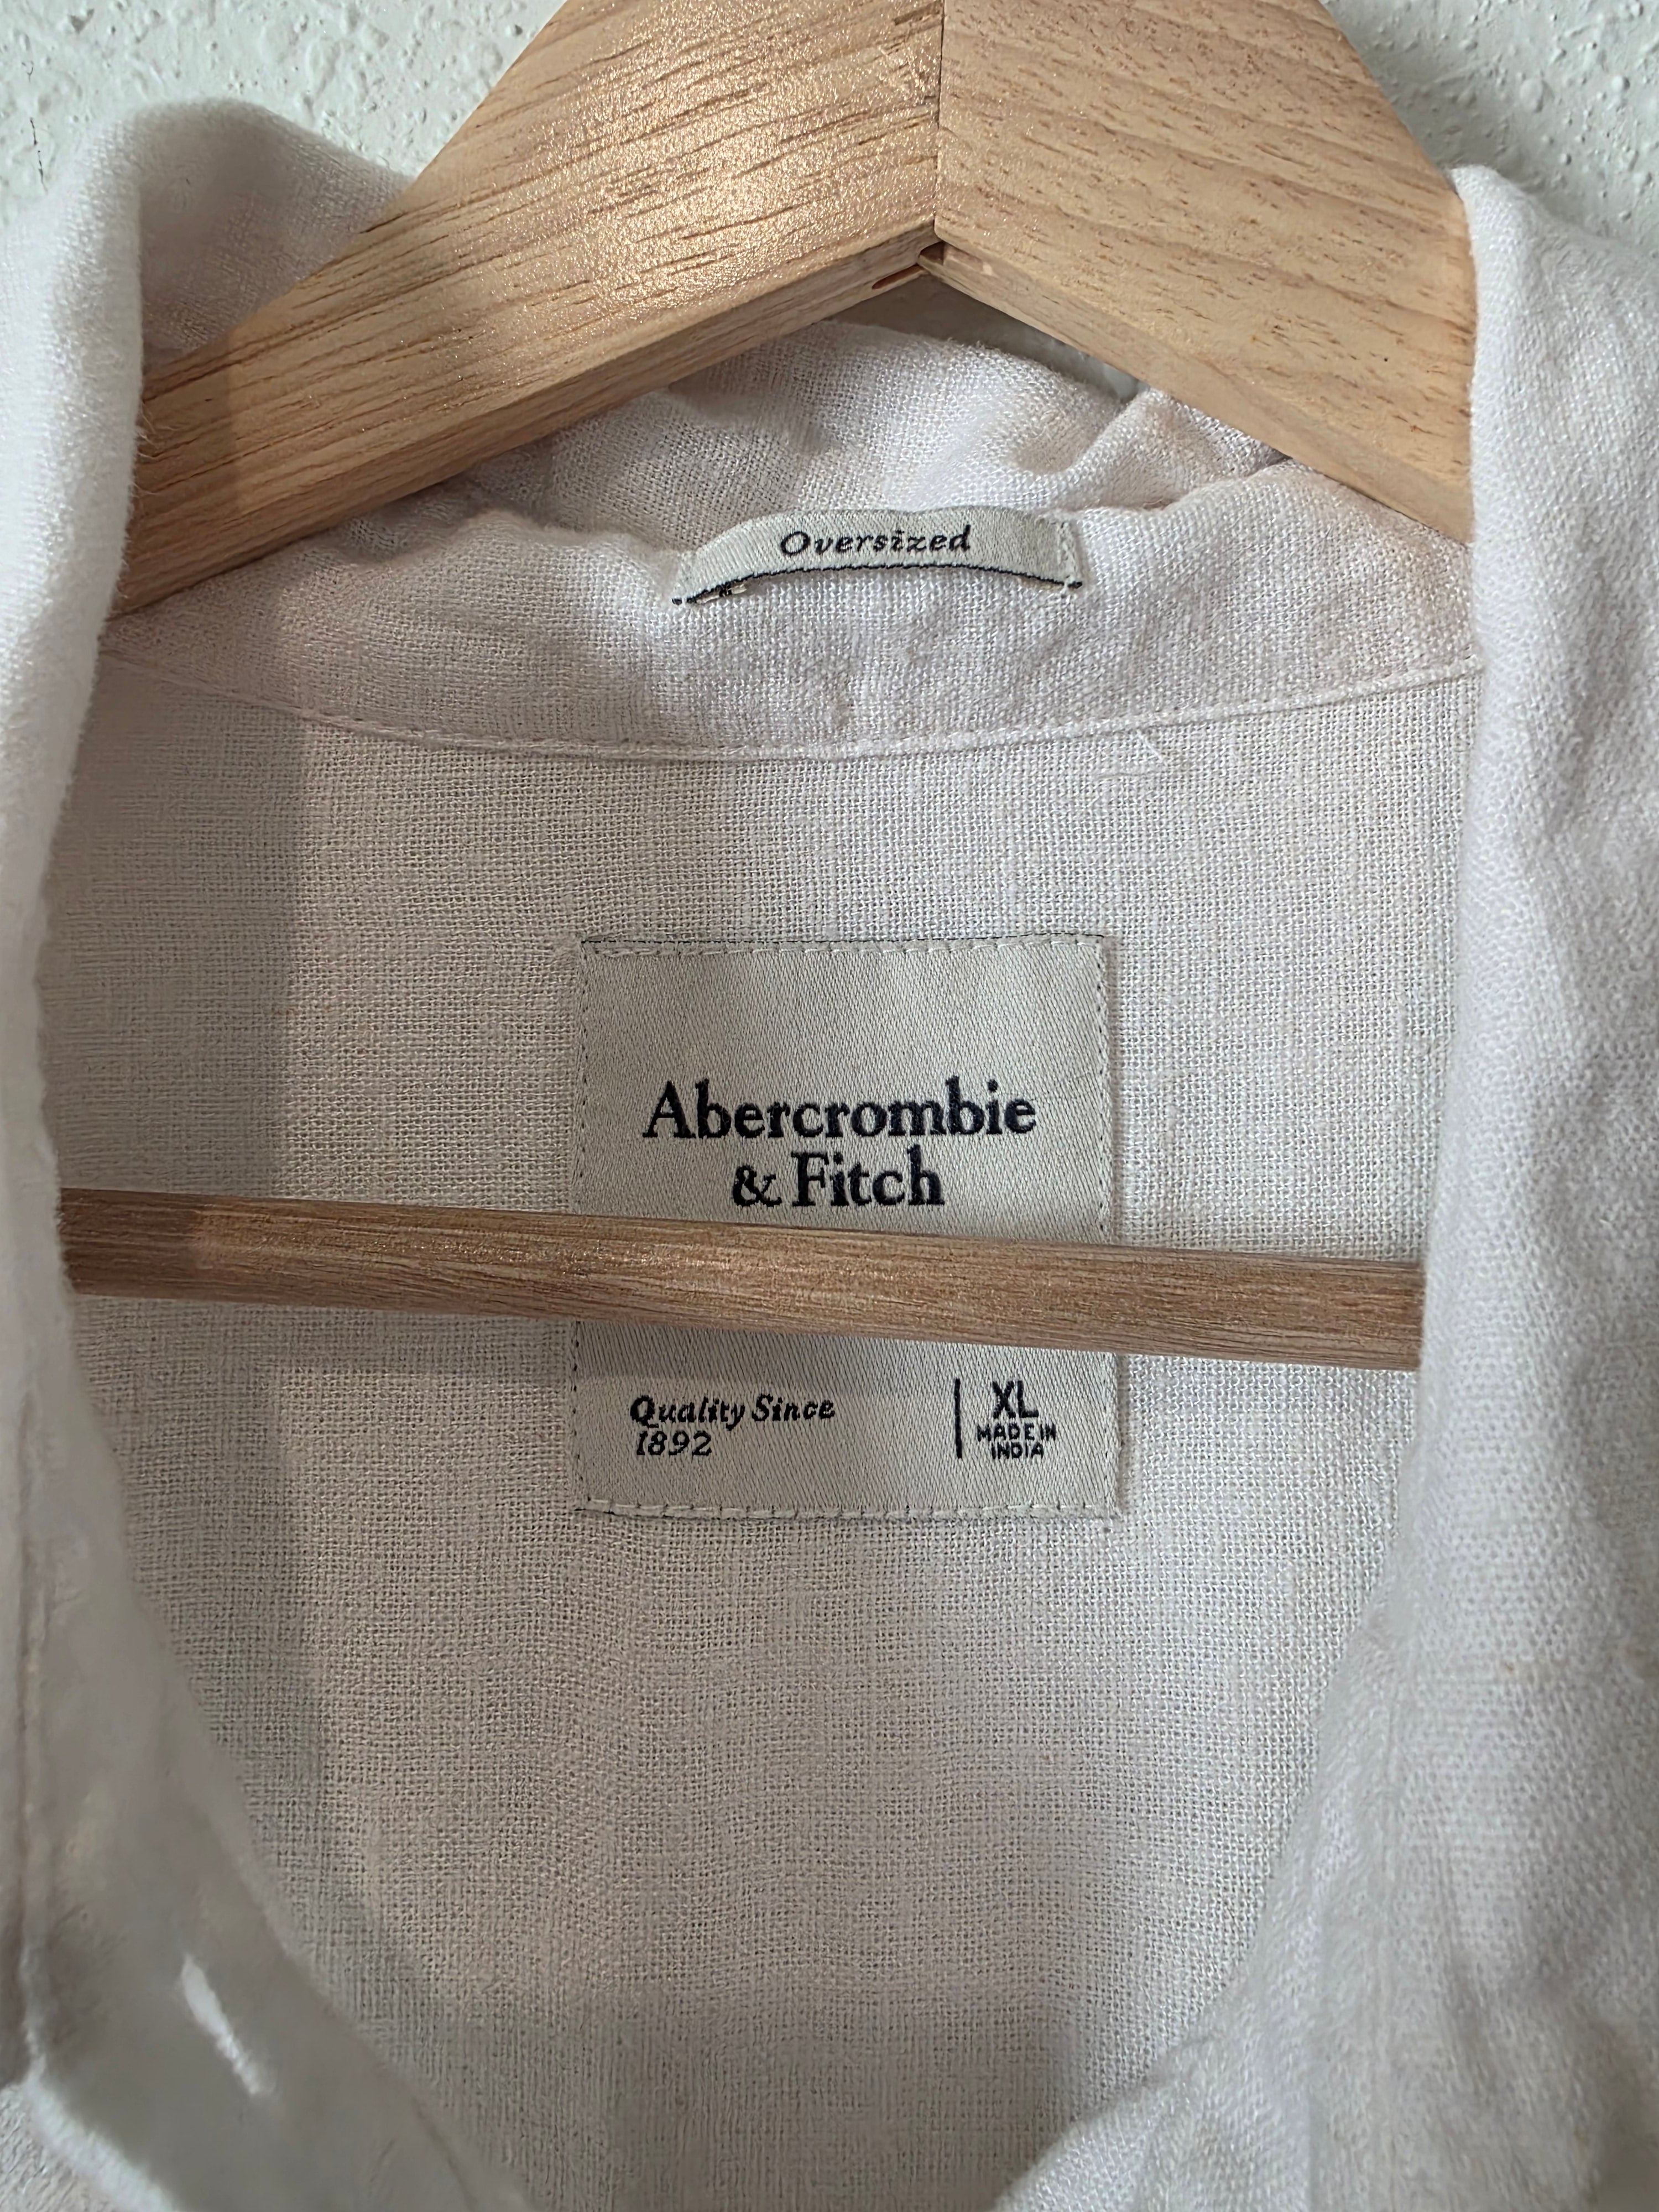 Oversized
Abercrombie
& Fitch
Quality Since
1892
XL
MADE IN
INDIA